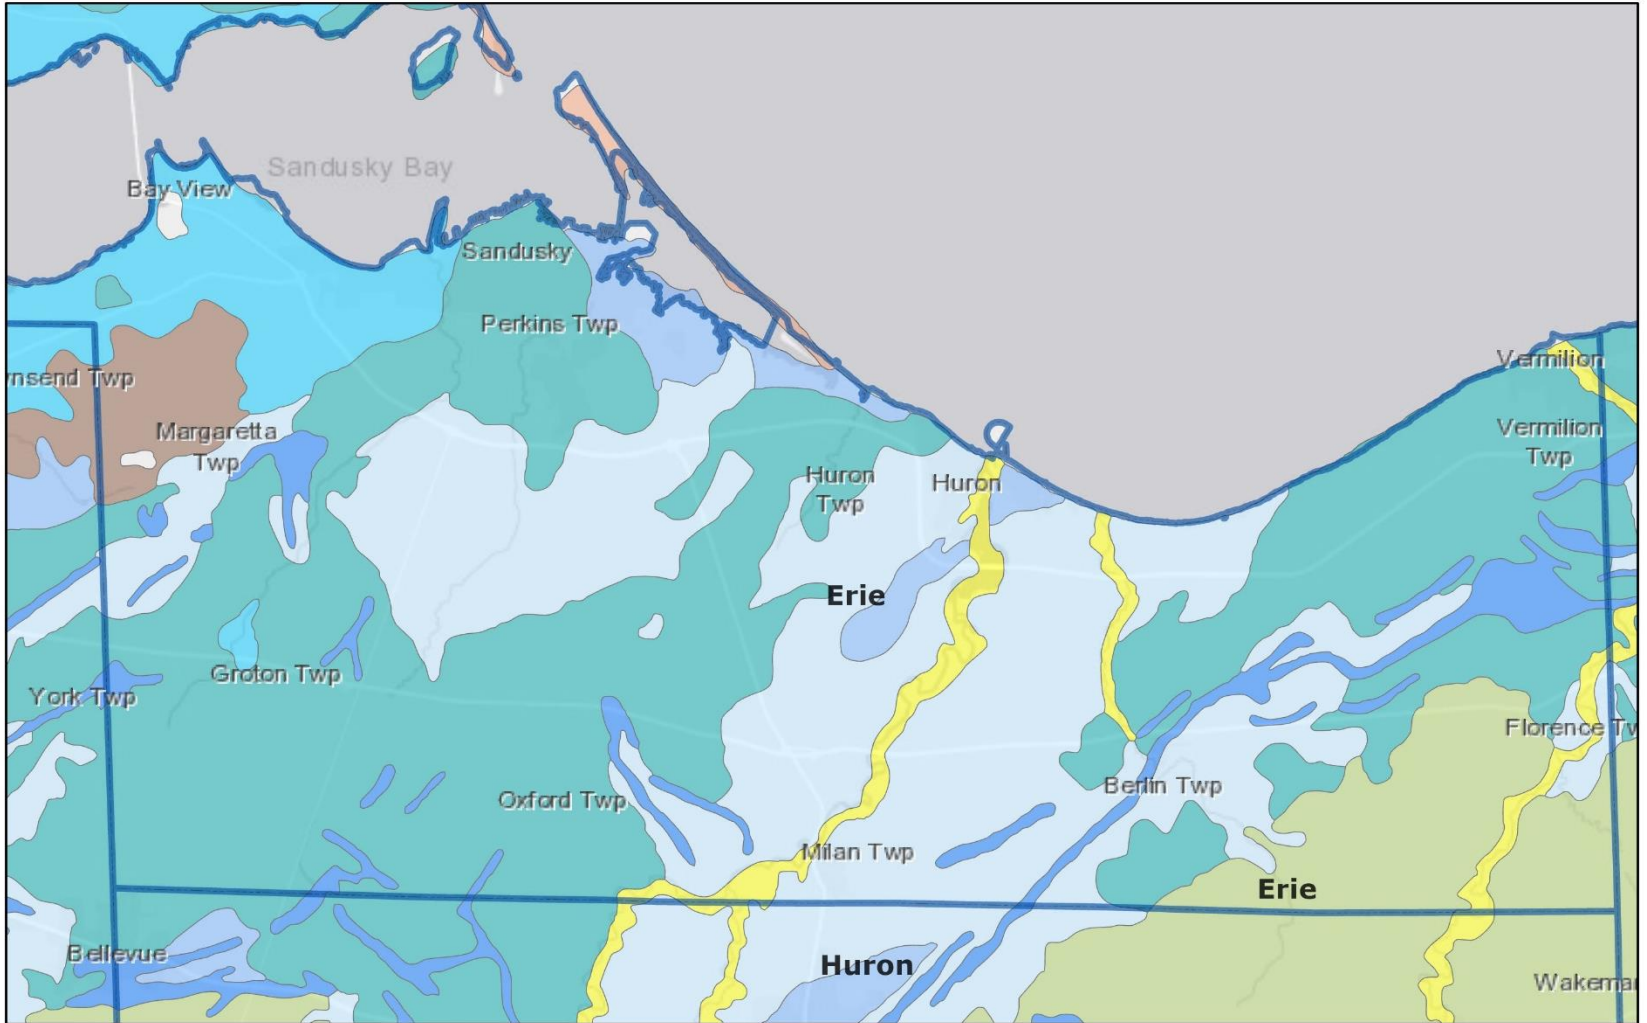 Sandusky Bay
Bay View
Sandusky
Perkins Twp
Vermilion
wnsend Twp
Margaretta
Twp
Vermilion
Twp
Huron
Twp
Huron
Erie
Groton Twp
York Twp
Florence Tw
Oxford Twp
Berlin Twp
Milan Twp
Erie
Bellevue
Huron
Wakema